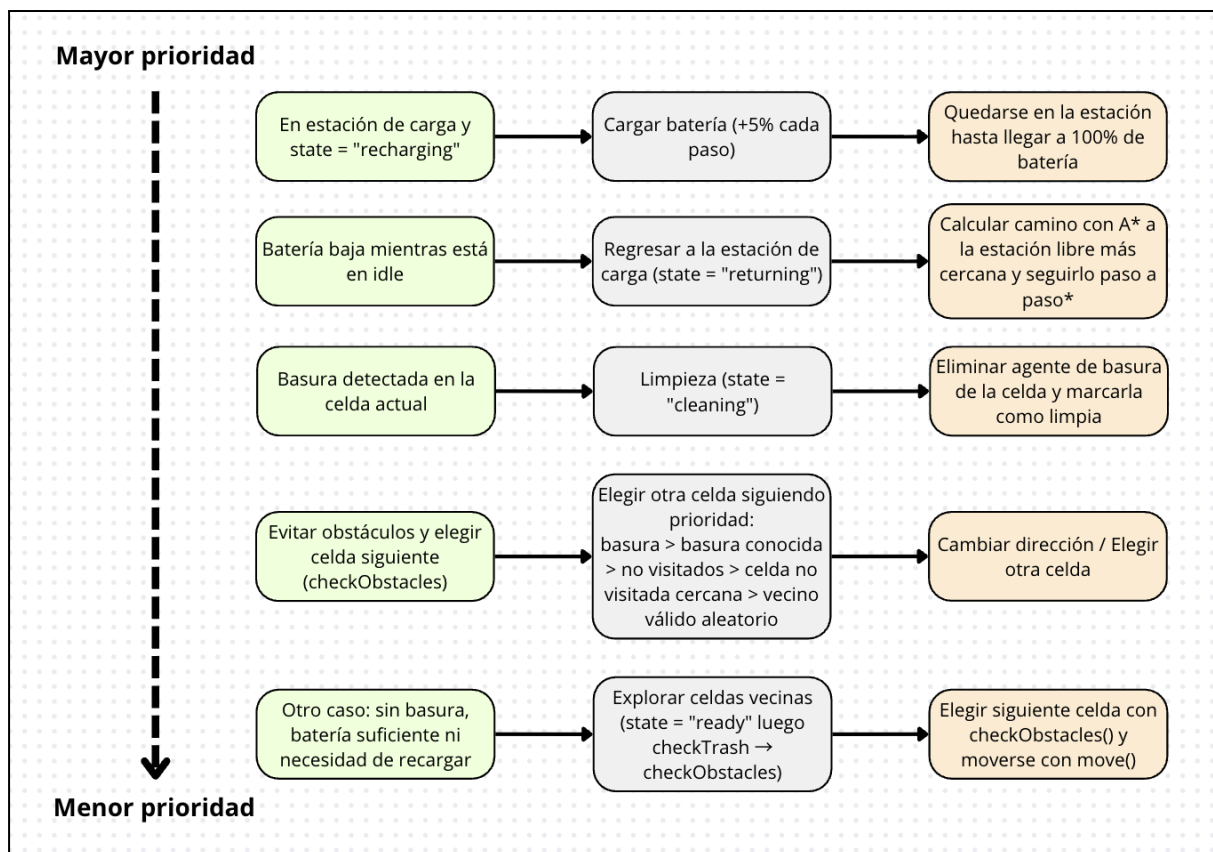 Mayor prioridad
En estación de carga y
state = "recharging"
Cargar batería (+5% cada
paso)
Quedarse en la estación
hasta llegar a 100% de
batería
Batería baja mientras está
en idle
Regresar a la estación de
carga (state = "returning")
Calcular camino con A* a
la estación libre más
cercana y seguirlo paso a
paso*
Basura detectada en la
celda actual
Limpieza (state =
"cleaning")
Eliminar agente de basura
de la celda y marcarla
como limpia
Evitar obstáculos y elegir
celda siguiente
(checkObstacles)
Elegir otra celda siguiendo
prioridad:
basura > basura conocida
> no visitados > celda no
visitada cercana > vecino
válido aleatorio
Cambiar dirección / Elegir
otra celda
Otro caso: sin basura,
batería suficiente ni
necesidad de recargar
Explorar celdas vecinas
(state = "ready" luego
checkTrash →
checkObstacles)
Elegir siguiente celda con
checkObstacles() y
moverse con move()
Menor prioridad